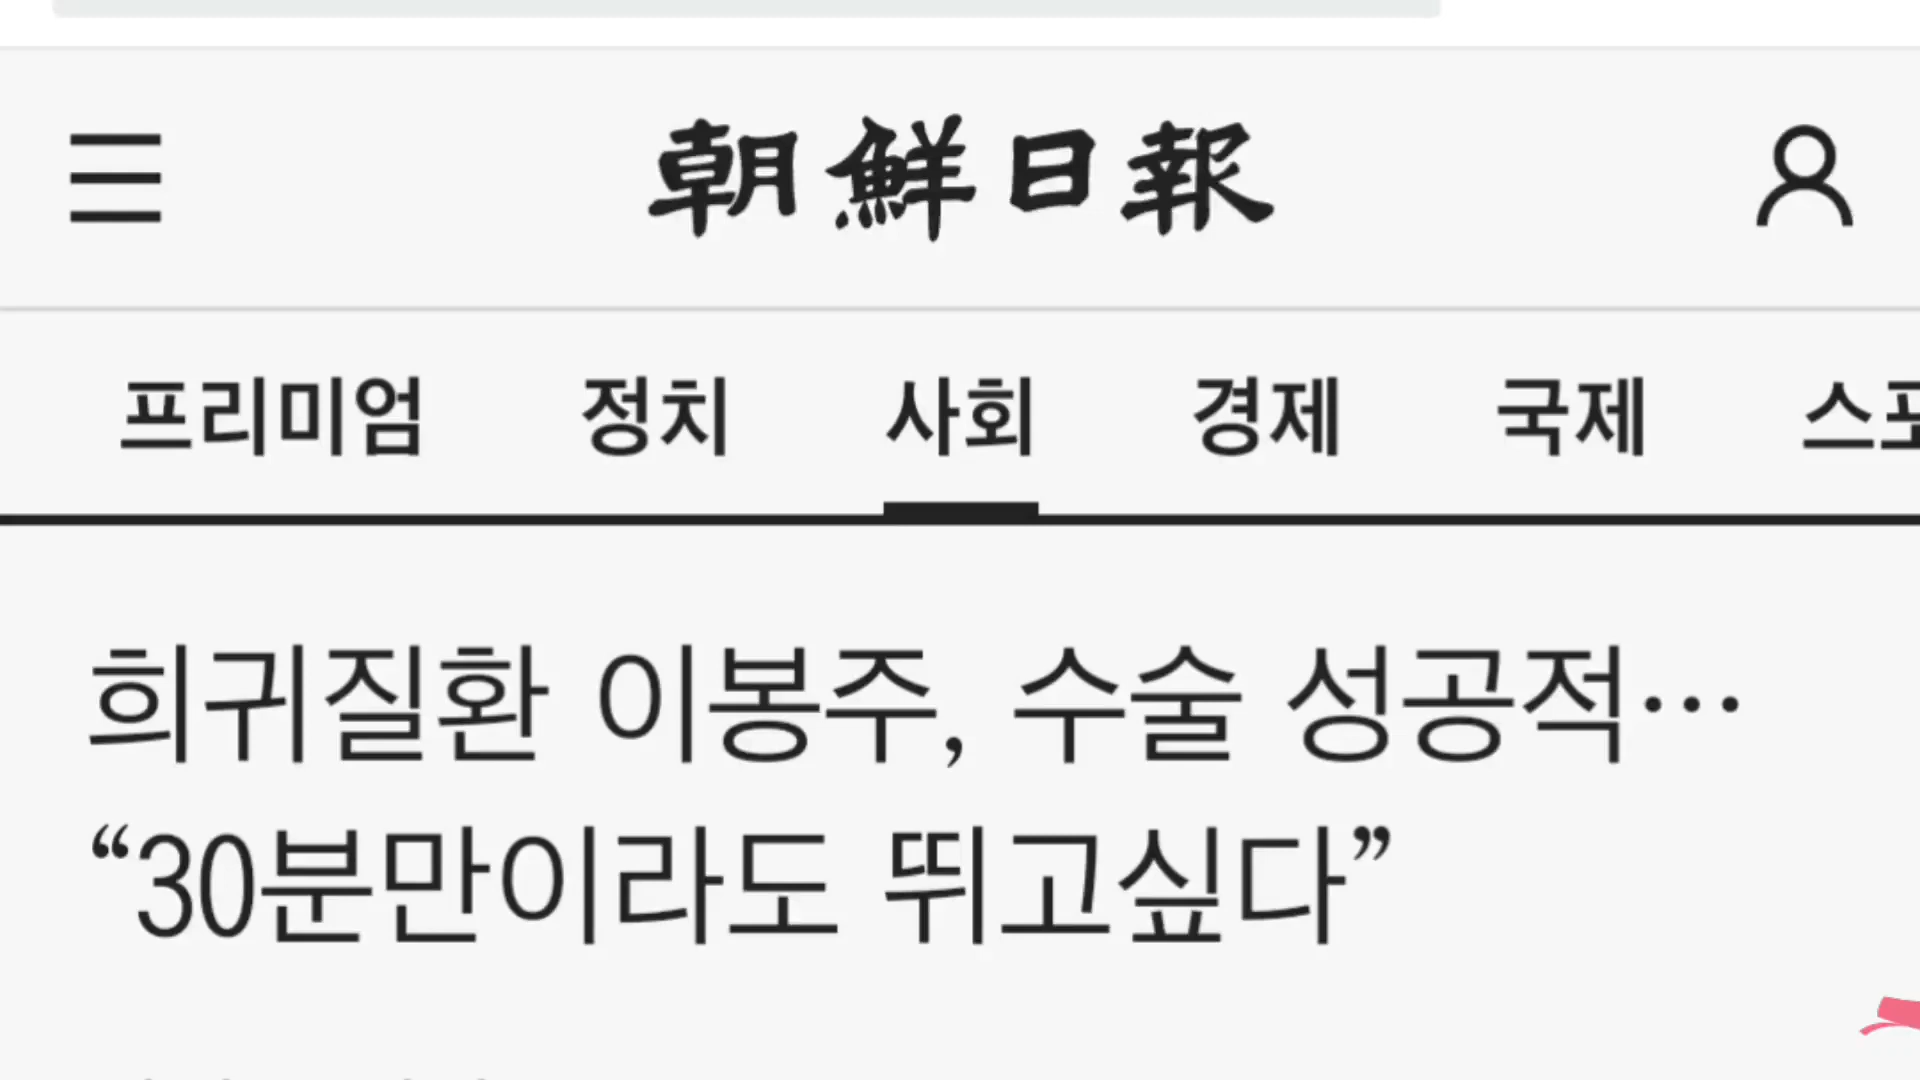 朝鮮日報
프리미엄 정치 사회 경제 국제
희귀질환 이봉주, 수술 성공적…
“30분만이라도 뛰고싶다”